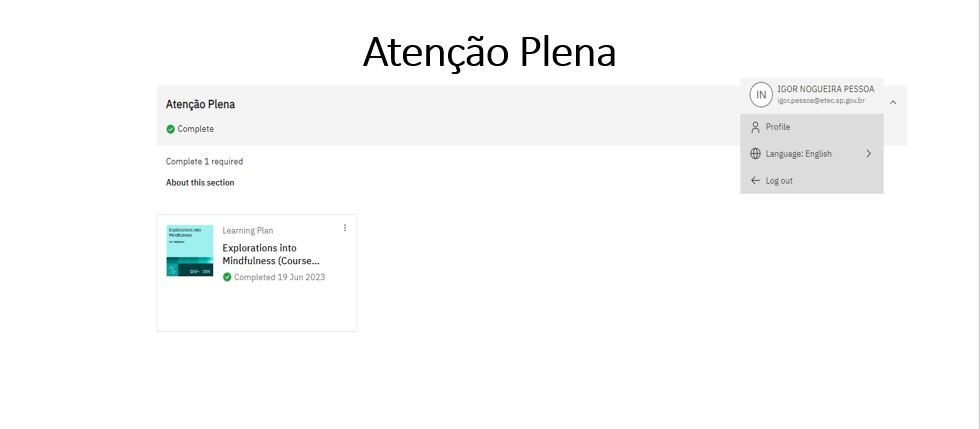 Atenção Plena
Atenção Plena
Complete
Complete 1 required
About this section
IN
IGOR NOGUEIRA PESSOA
igor.pessoa@etec.sp.gov.br
Profile
Language: English
Log out
Explorations into
Mindfulness
Learning Plan
Explorations into
Mindfulness (Course...
Completed 19 Jun 2023